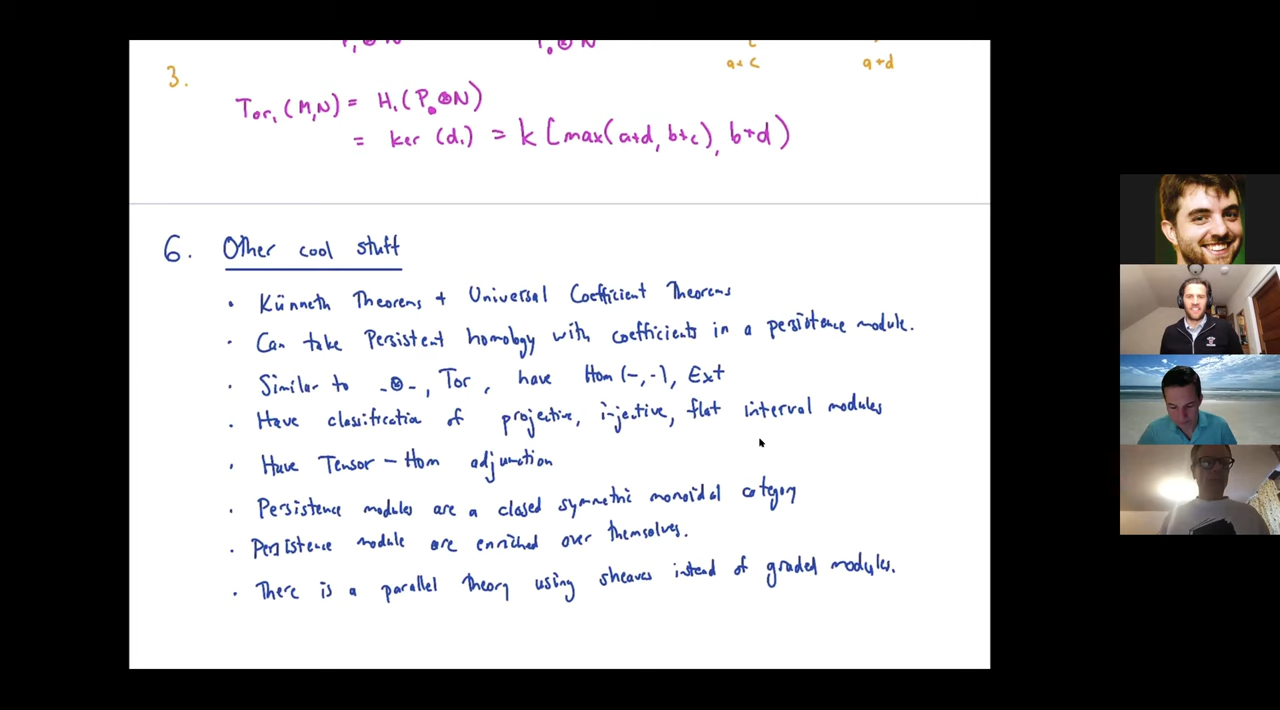 P₁⊗N P₀⊗N
a+c a+d
3.
Tor₁(M,N) = H₁(P.⊗N)
= ker(d₁) = k[max(a+d, b+c), b+d)
6. Other cool stuff
• Künneth Theorems + Universal Coefficient Theorems
• Can take Persistent homology with coefficients in a persistence module.
• Similar to -⊗-, Tor, have Hom(-,-), Ext
• Have classification of projective, injective, flat interval modules
• Have Tensor-Hom adjunction
• Persistence modules are a closed symmetric monoidal category
• Persistence module are enriched over themselves.
• There is a parallel theory using sheaves instead of graded modules.